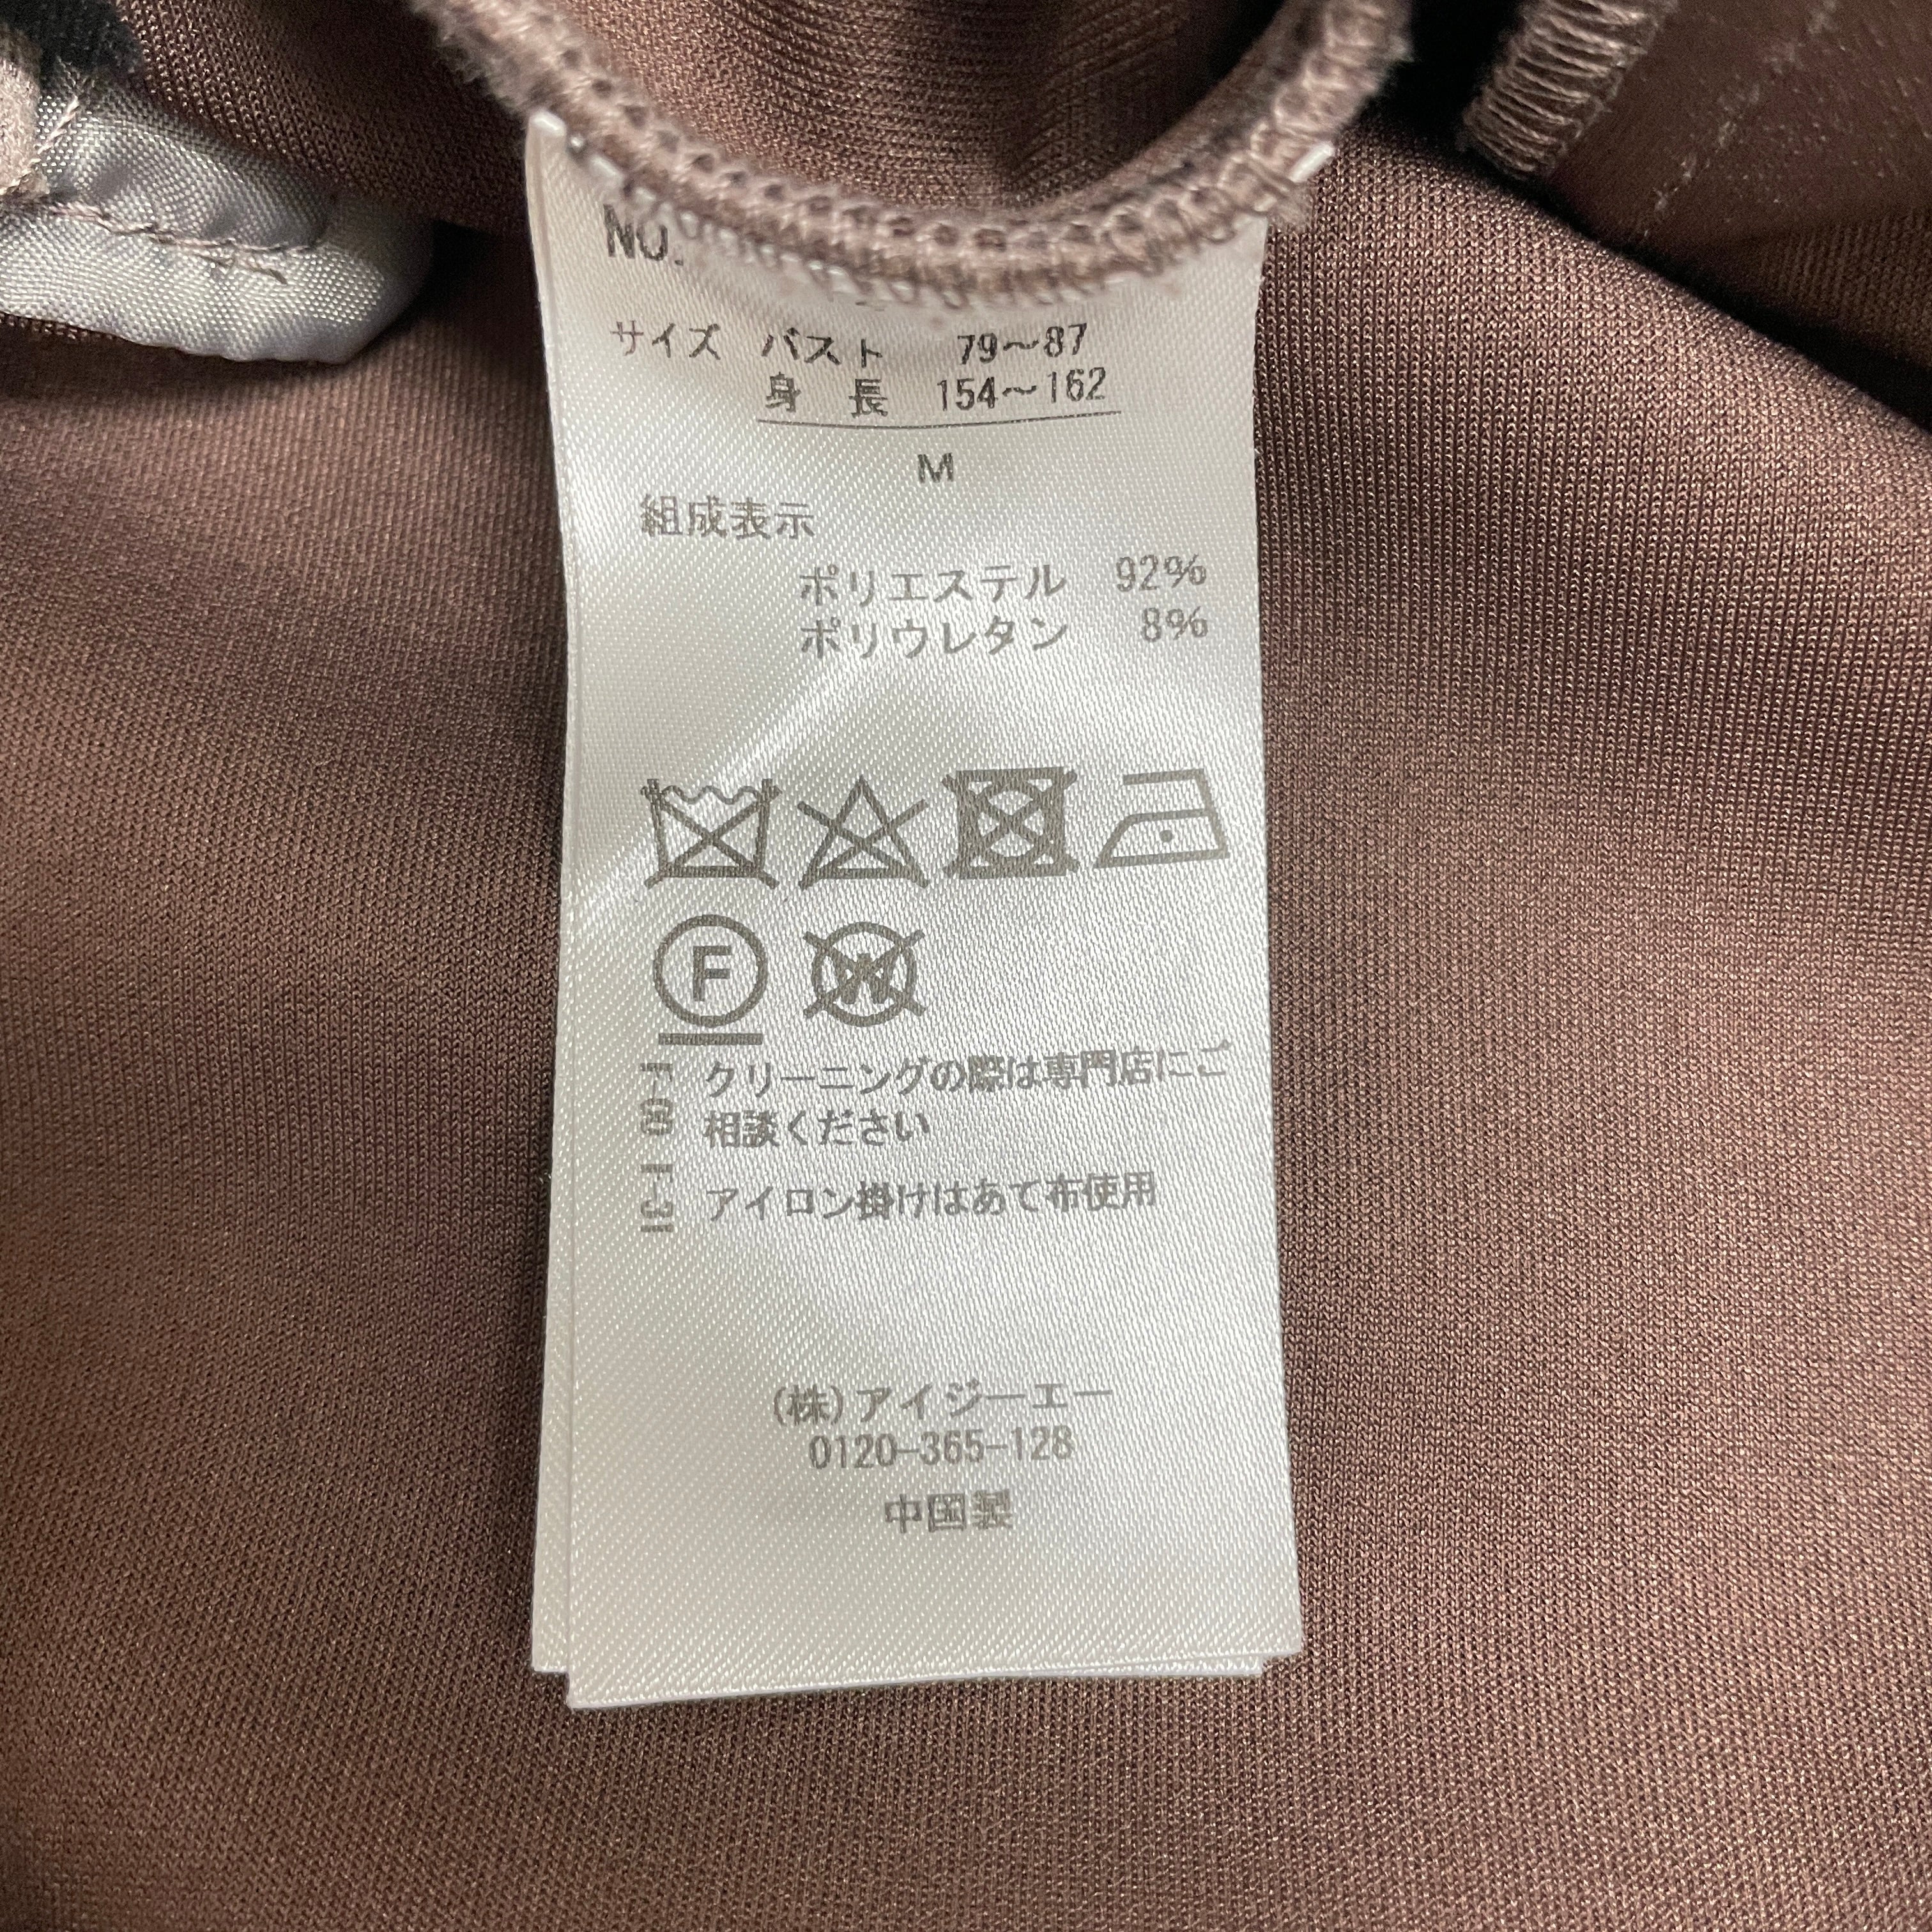 NO.
サイズ バスト 79〜87
身 長 154〜162
M
組成表示
ポリエステル 92%
ポリウレタン 8%
F W
クリーニングの際は専門店にご
相談ください
アイロン掛けはあて布使用
(株)アイジーエー
0120-365-128
中国製